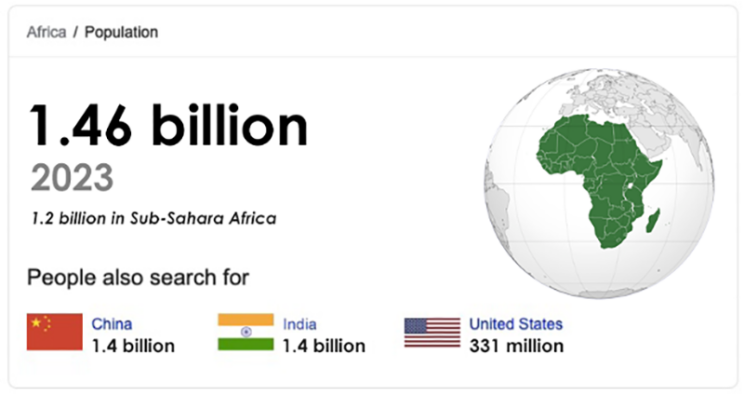 Africa / Population
1.46 billion
2023
1.2 billion in Sub-Sahara Africa
People also search for
China
1.4 billion
India
1.4 billion
United States
331 million